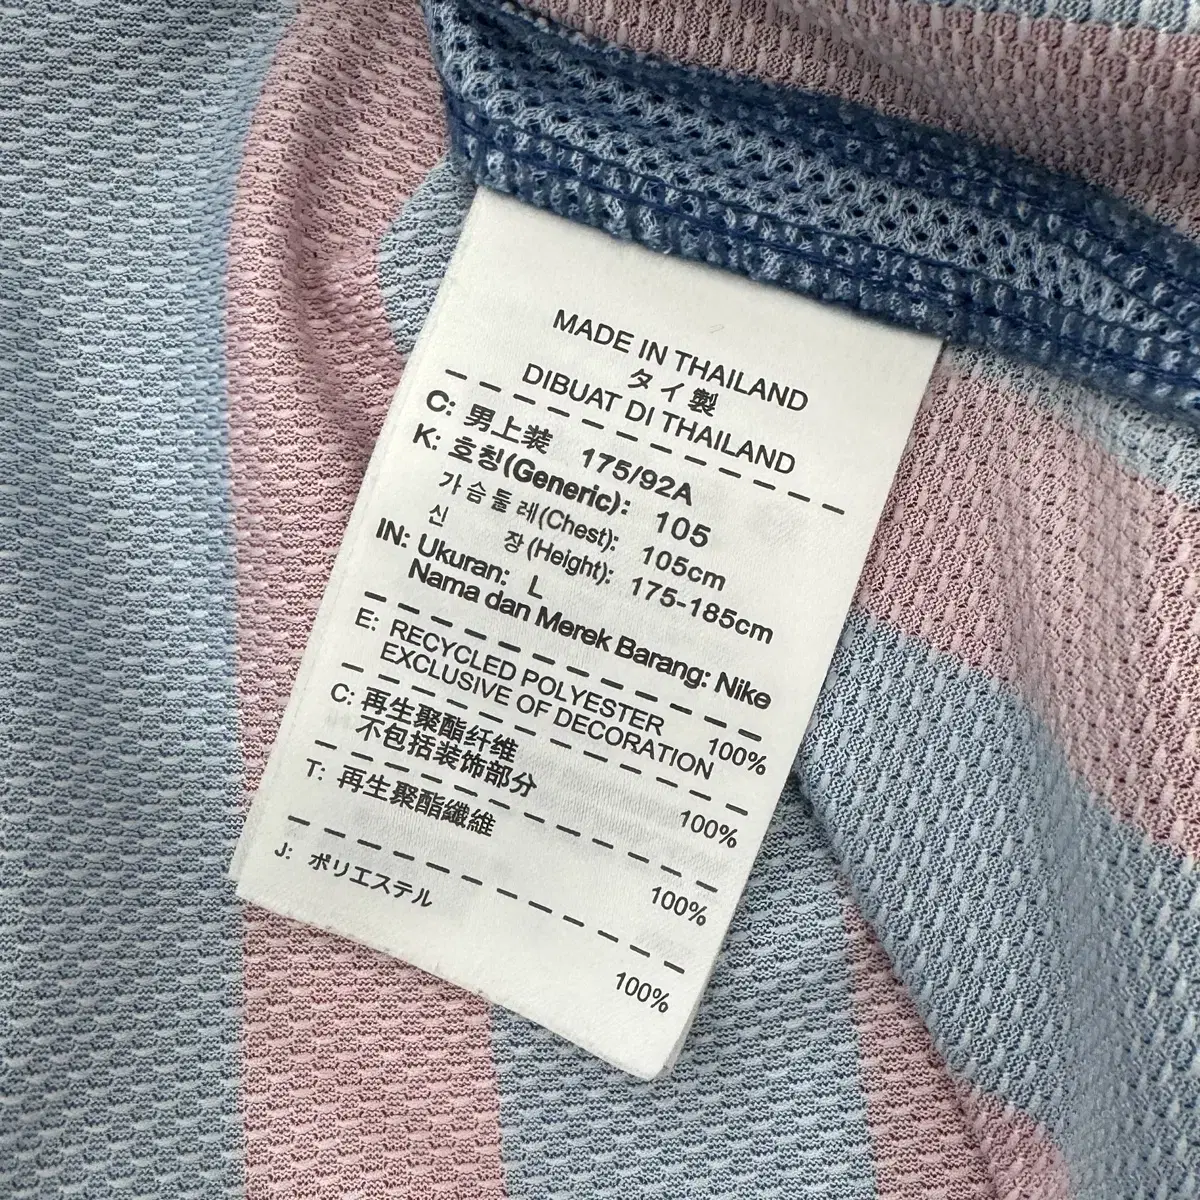 MADE IN THAILAND
タイ製
DIBUAT DI THAILAND
C: 男上装 175/92A
K: 호칭(Generic): 105
가슴둘레(Chest): 105cm
신 장(Height): 175-185cm
IN: Ukuran: L
Nama dan Merek Barang: Nike
E: RECYCLED POLYESTER 100%
EXCLUSIVE OF DECORATION
C: 再生聚酯纤维 100%
不包括装饰部分
T: 再生聚酯纖維 100%
J: ポリエステル 100%